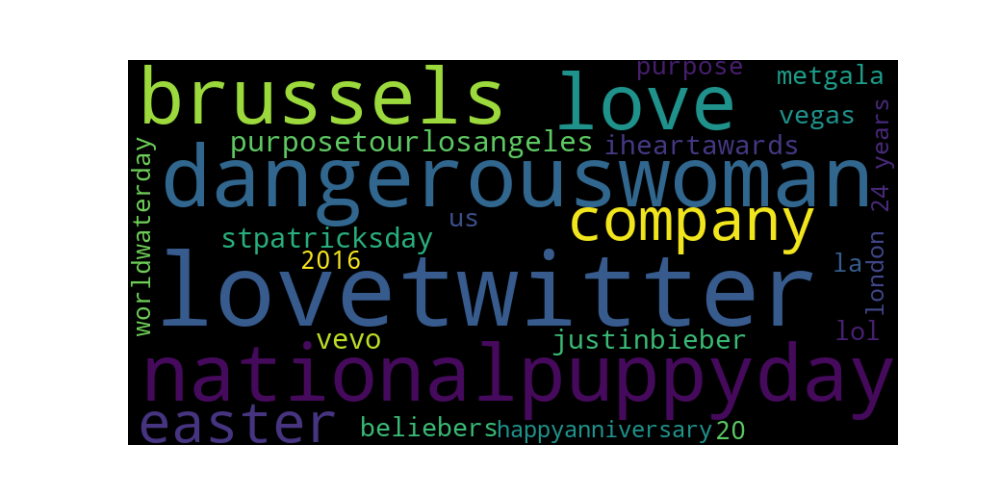 purpose
brussels
love
metgala
vegas
purposetourlosangeles
iheartawards
24 years
dangerouswoman
worldwaterday
us
company
stpatricksday
2016
lovetwitter
la
london
vevo
justinbieber
lol
nationalpuppyday
easter
beliebers
happyanniversary
20